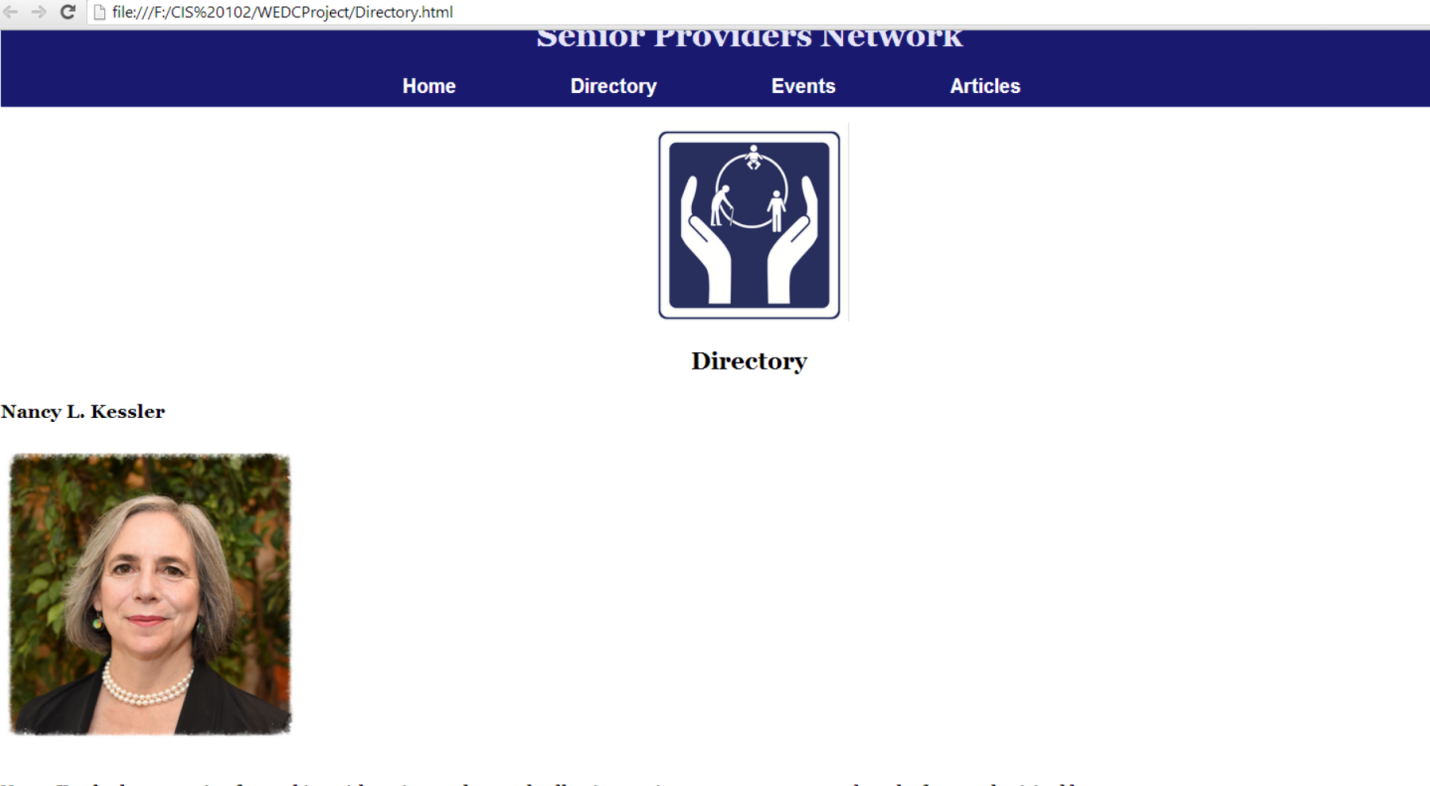 file:///F:/CIS%20102/WEDCProject/Directory.html
Senior Providers Network
Home Directory Events Articles
Directory
Nancy L. Kessler